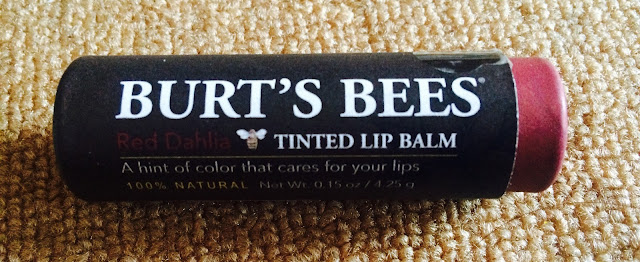 BURT'S BEES®
Red Dahlia TINTED LIP BALM
A hint of color that cares for your lips
100% NATURAL Net Wt. 0.15 oz / 4.25 g